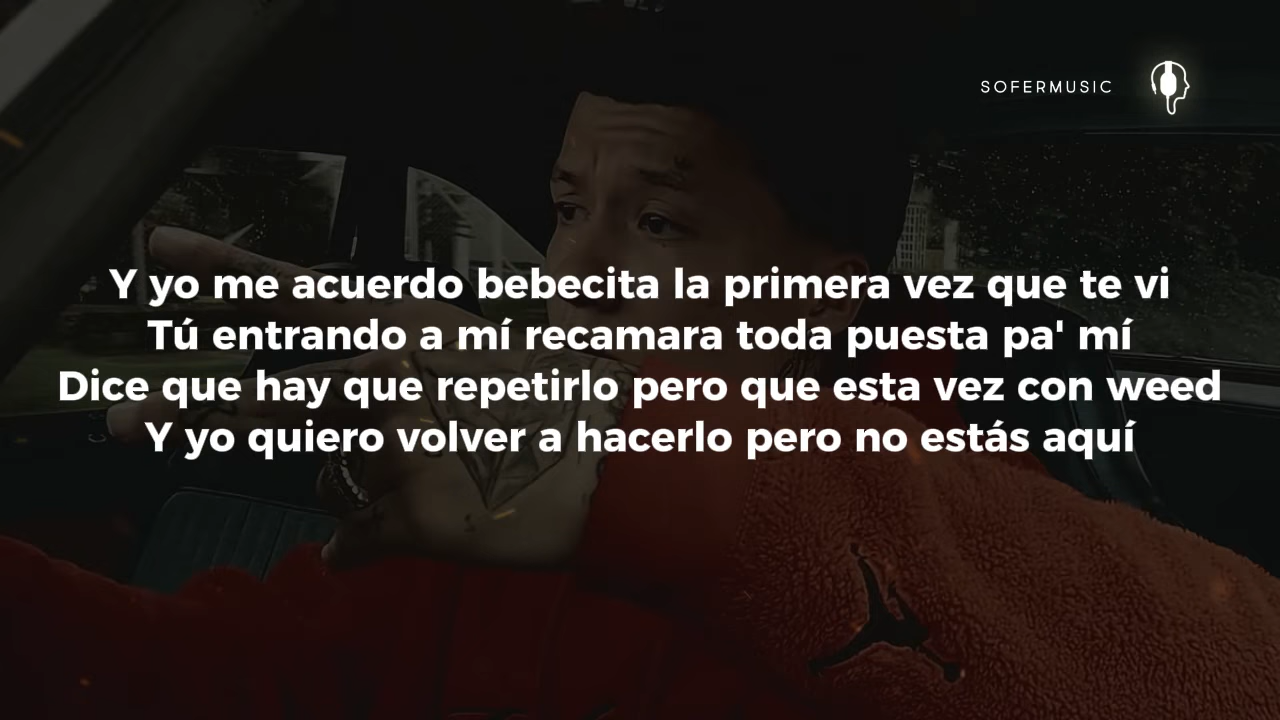 SOFERMUSIC
Y yo me acuerdo bebecita la primera vez que te vi
Tú entrando a mí recamara toda puesta pa' mí
Dice que hay que repetirlo pero que esta vez con weed
Y yo quiero volver a hacerlo pero no estás aquí